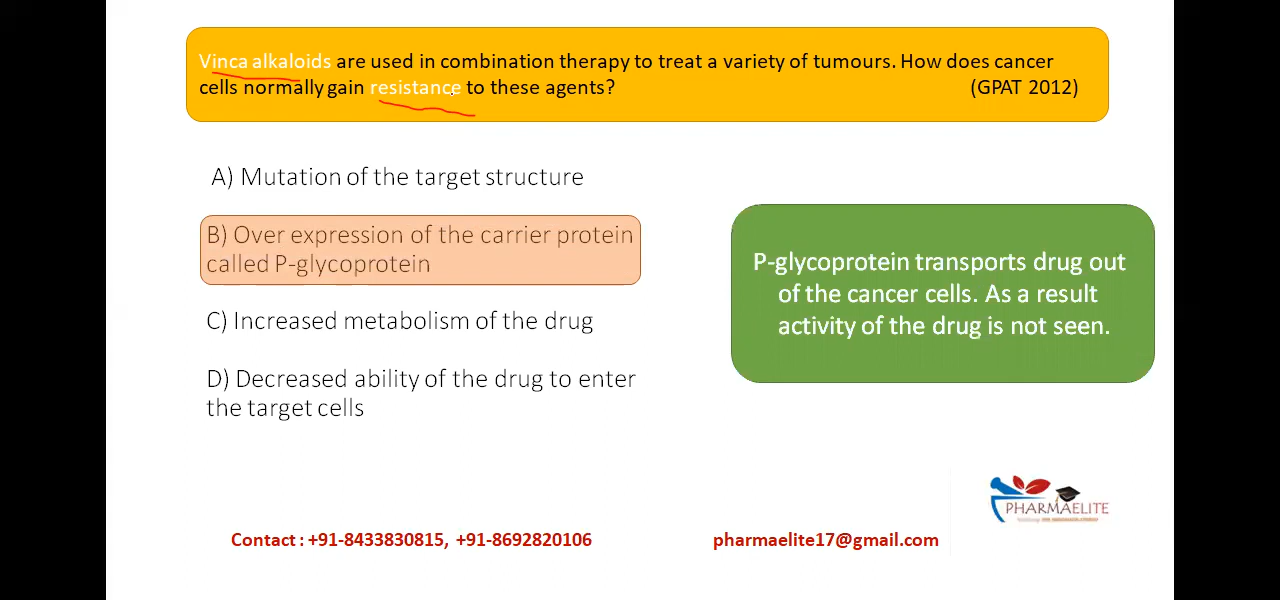 Vinca alkaloids are used in combination therapy to treat a variety of tumours. How does cancer
cells normally gain resistance to these agents? (GPAT 2012)
A) Mutation of the target structure
B) Over expression of the carrier protein
called P-glycoprotein
P-glycoprotein transports drug out
of the cancer cells. As a result
activity of the drug is not seen.
C) Increased metabolism of the drug
D) Decreased ability of the drug to enter
the target cells
PHARMAELITE
Contact : +91-8433830815, +91-8692820106
pharmaelite17@gmail.com